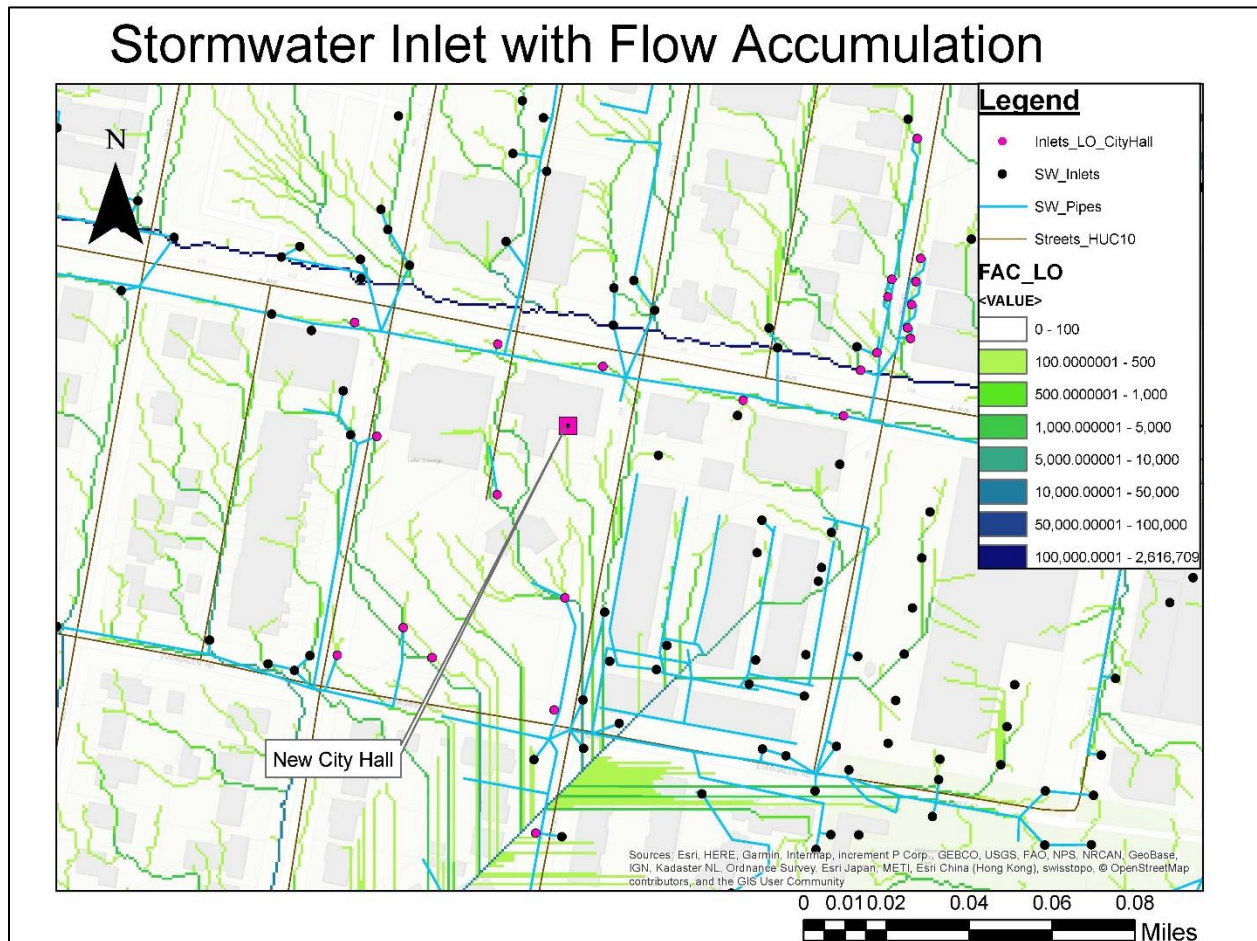 Stormwater Inlet with Flow Accumulation
N
Legend
Inlets_LO_CityHall
SW_Inlets
SW_Pipes
Streets_HUC10
FAC_LO
<VALUE>
0 - 100
100.0000001 - 500
500.0000001 - 1,000
1,000.000001 - 5,000
5,000.000001 - 10,000
10,000.00001 - 50,000
50,000.00001 - 100,000
100,000.0001 - 2,616,709
A AVE
Lake Oswego
New City Hall
Sources: Esri, HERE, Garmin, Intermap, increment P Corp., GEBCO, USGS, FAO, NPS, NRCAN, GeoBase,
IGN, Kadaster NL, Ordnance Survey, Esri Japan, METI, Esri China (Hong Kong), swisstopo, © OpenStreetMap
contributors, and the GIS User Community
0 0.01 0.02 0.04 0.06 0.08
Miles